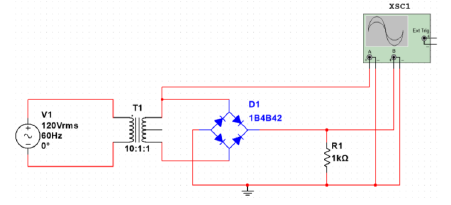 XSC1
Ext Trig
A
B
V1
120Vrms
60Hz
0°
T1
10:1:1
D1
1B4B42
R1
1kΩ